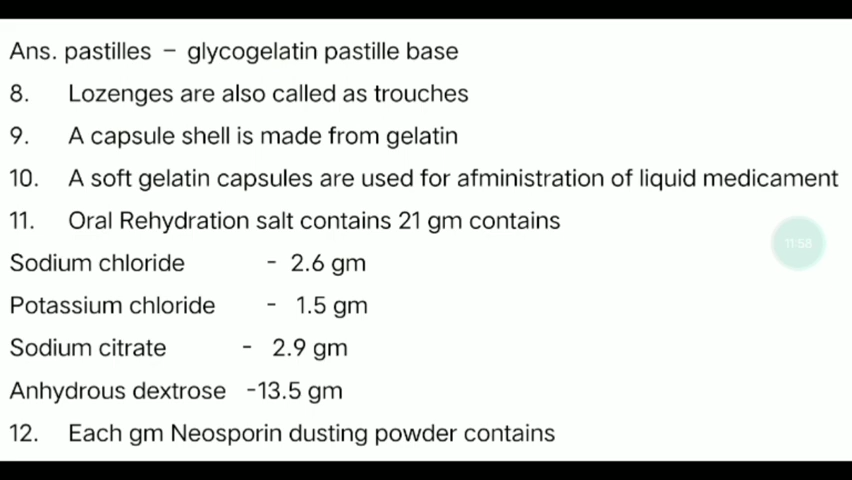 Ans. pastilles – glycogelatin pastille base
8. Lozenges are also called as trouches
9. A capsule shell is made from gelatin
10. A soft gelatin capsules are used for afministration of liquid medicament
11. Oral Rehydration salt contains 21 gm contains
11:58
Sodium chloride - 2.6 gm
Potassium chloride - 1.5 gm
Sodium citrate - 2.9 gm
Anhydrous dextrose -13.5 gm
12. Each gm Neosporin dusting powder contains